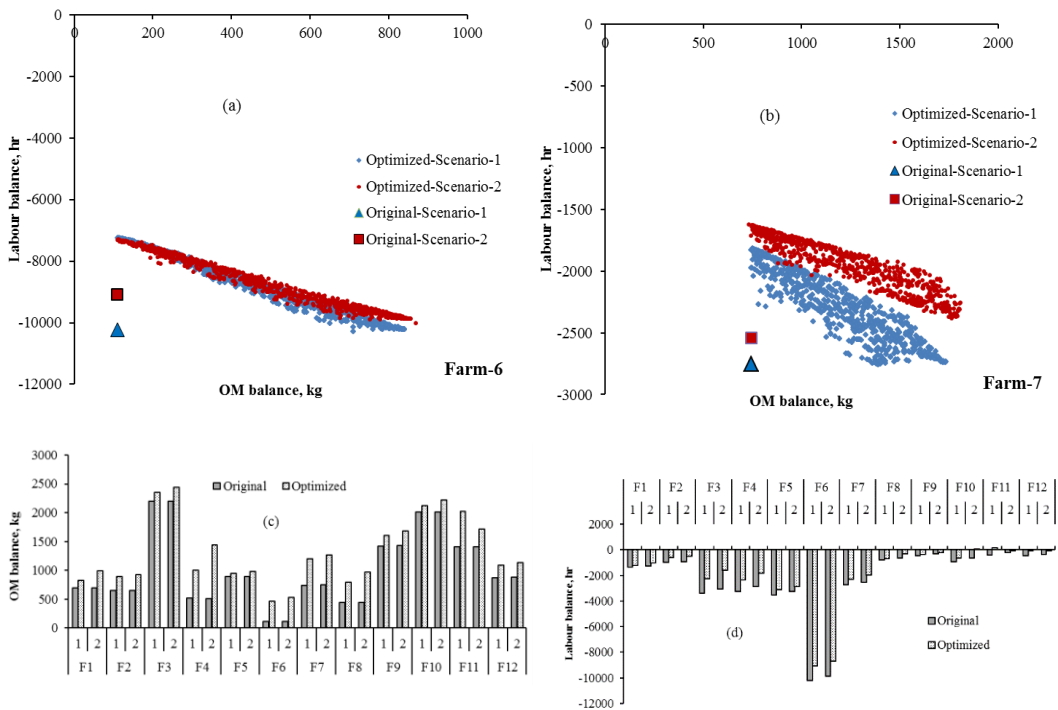 0
200
400
600
800
1000
0
-2000
-4000
-6000
-8000
-10000
-12000
Labour balance, hr
(a)
Optimized-Scenario-1
Optimized-Scenario-2
Original-Scenario-1
Original-Scenario-2
Farm-6
OM balance, kg
0
500
1000
1500
2000
0
-500
-1000
-1500
-2000
-2500
-3000
Labour balance, hr
(b)
Optimized-Scenario-1
Optimized-Scenario-2
Original-Scenario-1
Original-Scenario-2
Farm-7
OM balance, kg
3000
2500
2000
1500
1000
500
0
OM balance, kg
Original
Optimized
(c)
1 2 1 2 1 2 1 2 1 2 1 2 1 2 1 2 1 2 1 2 1 2 1 2
F1 F2 F3 F4 F5 F6 F7 F8 F9 F10 F11 F12
F1 F2 F3 F4 F5 F6 F7 F8 F9 F10 F11 F12
1 2 1 2 1 2 1 2 1 2 1 2 1 2 1 2 1 2 1 2 1 2 1 2
2000
0
-2000
-4000
-6000
-8000
-10000
-12000
Labour balance, hr
(d)
Original
Optimized